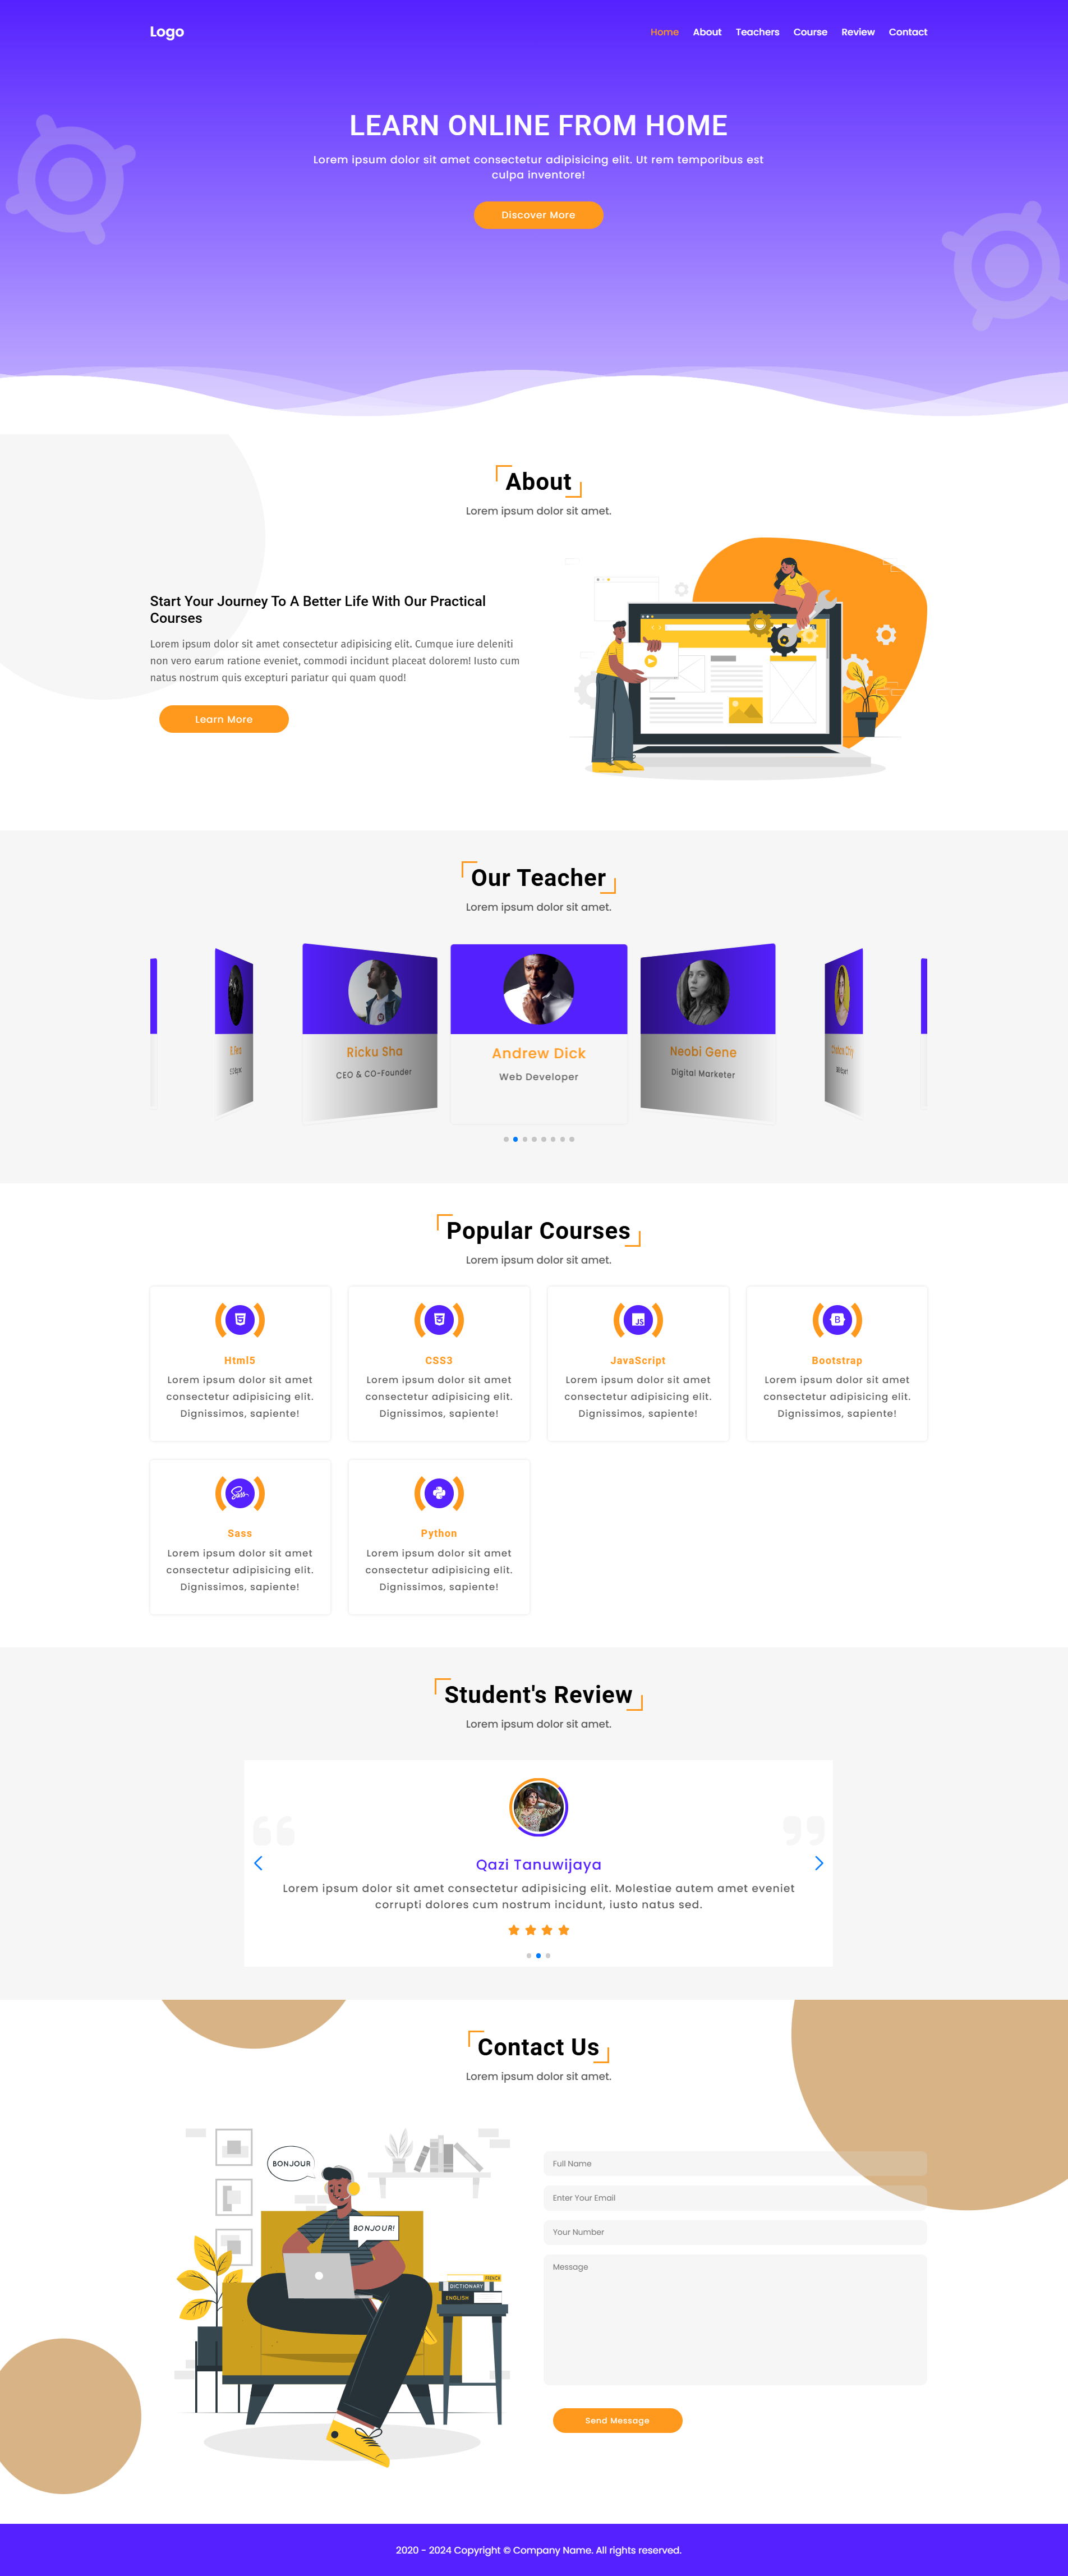 Logo
Home About Teachers Course Review Contact
LEARN ONLINE FROM HOME
Lorem ipsum dolor sit amet consectetur adipisicing elit. Ut rem temporibus est
culpa inventore!
Discover More
About
Lorem ipsum dolor sit amet.
Start Your Journey To A Better Life With Our Practical
Courses
Lorem ipsum dolor sit amet consectetur adipisicing elit. Cumque iure deleniti
non vero earum ratione eveniet, commodi incidunt placeat dolorem! Iusto cum
natus nostrum quis excepturi pariatur qui quam quod!
Learn More
Our Teacher
Lorem ipsum dolor sit amet.
Ricku Sha
CEO & CO-Founder
Andrew Dick
Web Developer
Neobi Gene
Digital Marketer
Popular Courses
Lorem ipsum dolor sit amet.
Html5
Lorem ipsum dolor sit amet
consectetur adipisicing elit.
Dignissimos, sapiente!
CSS3
Lorem ipsum dolor sit amet
consectetur adipisicing elit.
Dignissimos, sapiente!
JS
JavaScript
Lorem ipsum dolor sit amet
consectetur adipisicing elit.
Dignissimos, sapiente!
B
Bootstrap
Lorem ipsum dolor sit amet
consectetur adipisicing elit.
Dignissimos, sapiente!
Sass
Sass
Lorem ipsum dolor sit amet
consectetur adipisicing elit.
Dignissimos, sapiente!
Python
Lorem ipsum dolor sit amet
consectetur adipisicing elit.
Dignissimos, sapiente!
Student's Review
Lorem ipsum dolor sit amet.
Qazi Tanuwijaya
Lorem ipsum dolor sit amet consectetur adipisicing elit. Molestiae autem amet eveniet
corrupti dolores cum nostrum incidunt, iusto natus sed.
Contact Us
Lorem ipsum dolor sit amet.
BONJOUR
BONJOUR!
FRENCH
DICTIONARY
ENGLISH
Full Name
Enter Your Email
Your Number
Message
Send Message
2020 - 2024 Copyright © Company Name. All rights reserved.